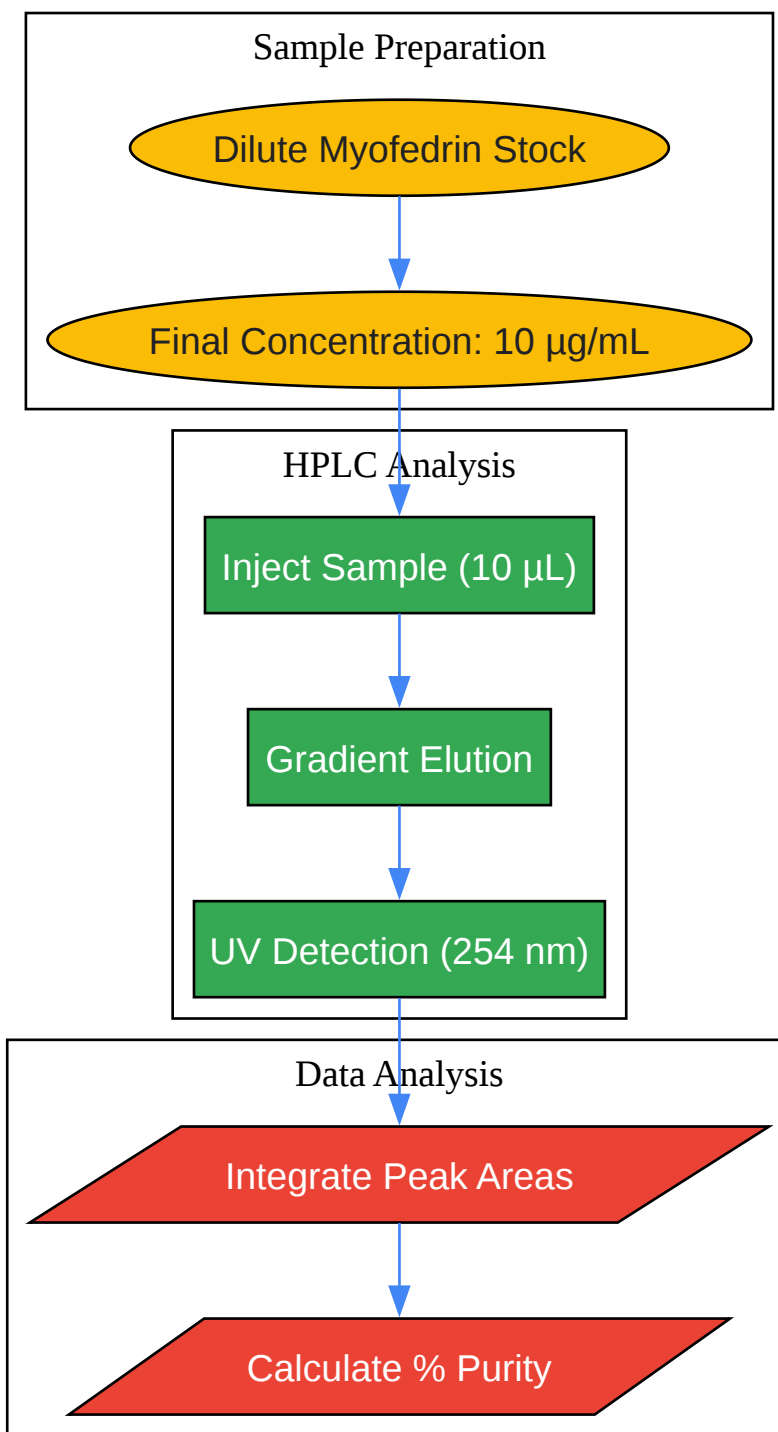 Sample Preparation
Dilute Myofedrin Stock
Final Concentration: 10 µg/mL
HPLC Analysis
Inject Sample (10 µL)
Gradient Elution
UV Detection (254 nm)
Data Analysis
Integrate Peak Areas
Calculate % Purity